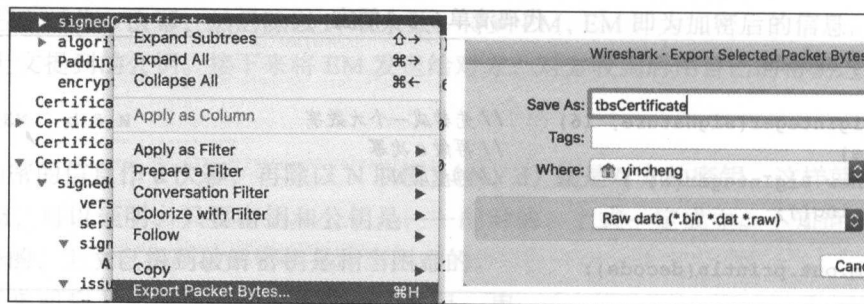 signedCertificate
algori
Paddin
encryp
Certifica
Certifica
Certifica
Certifica
signed
vers
seri
sign
A
issu
Expand Subtrees ⇧→
Expand All ⌘→
Collapse All ⌘←
Apply as Column
Apply as Filter
Prepare a Filter
Conversation Filter
Colorize with Filter
Follow
Copy
Export Packet Bytes... ⌘H
Wireshark · Export Selected Packet Bytes
Save As: tbsCertificate
Tags:
Where: yincheng
Raw data (*.bin *.dat *.raw)
Canc